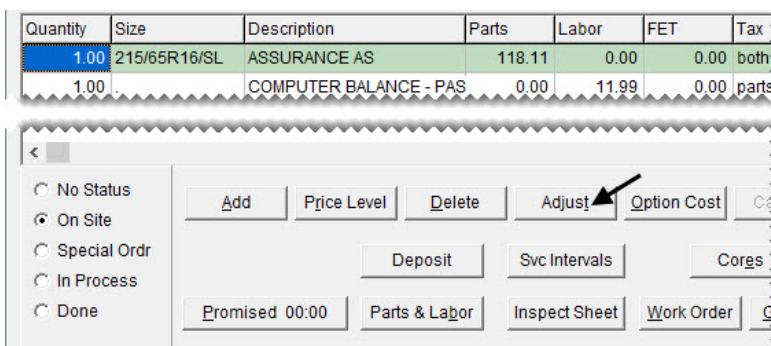 Quantity Size Description Parts Labor FET Tax
1.00 215/65R16/SL ASSURANCE AS 118.11 0.00 0.00 both
1.00 . COMPUTER BALANCE - PAS 0.00 11.99 0.00 parts
<
No Status
Add Price Level Delete Adjust Option Cost
On Site
Special Ordr
Deposit Svc Intervals Cores
In Process
Done
Promised 00:00 Parts & Labor Inspect Sheet Work Order